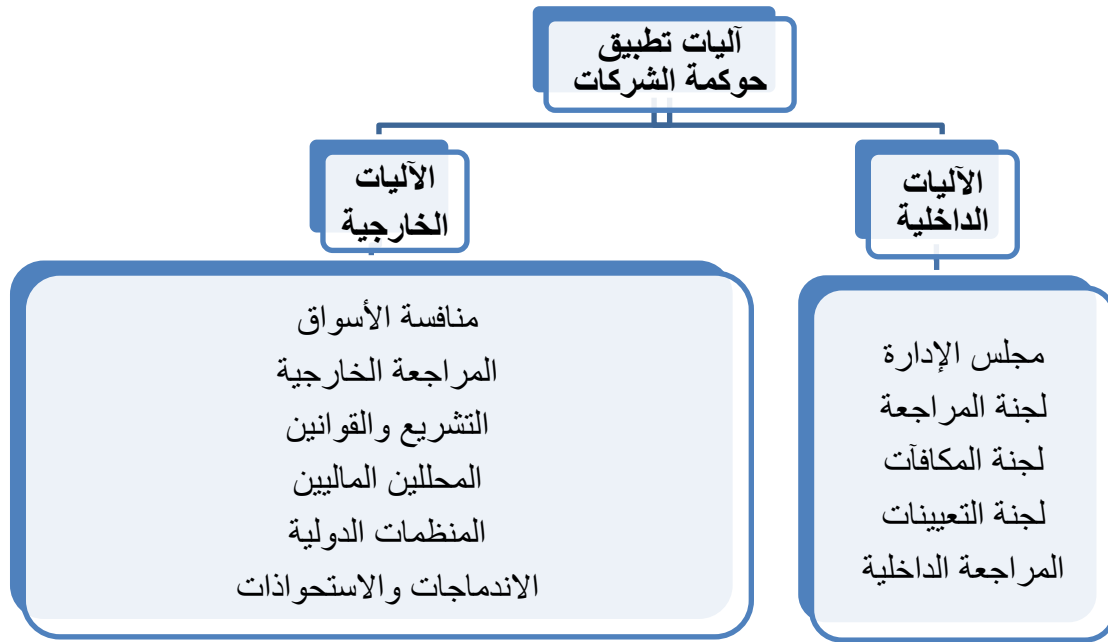 آليات تطبيق
حوكمة الشركات
الآليات
الداخلية
مجلس الإدارة
لجنة المراجعة
لجنة المكافآت
لجنة التعيينات
المراجعة الداخلية
الآليات
الخارجية
منافسة الأسواق
المراجعة الخارجية
التشريع والقوانين
المحللين الماليين
المنظمات الدولية
الاندماجات والاستحواذات